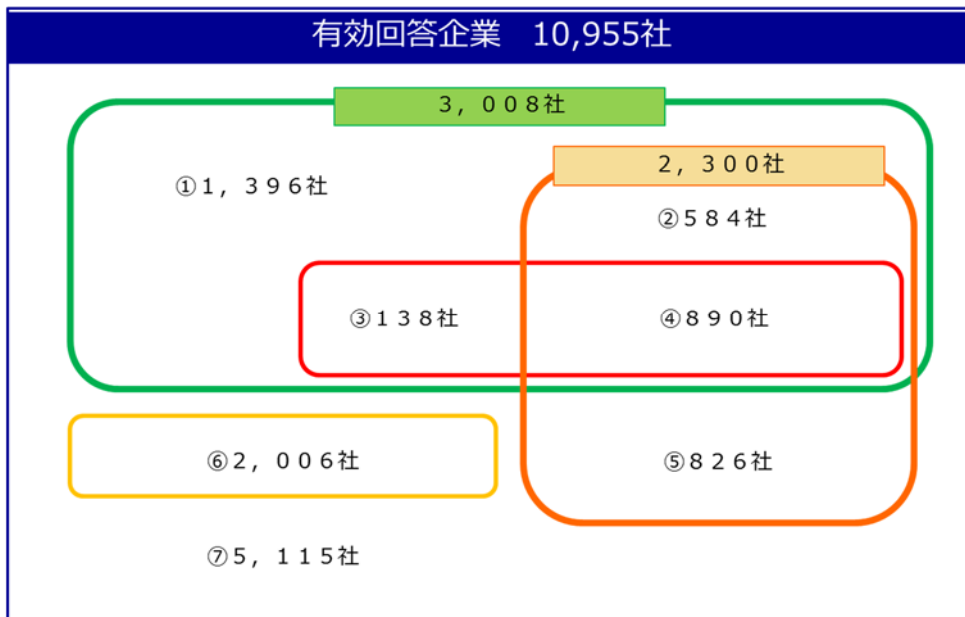 有効回答企業　10,955社
３，００８社
２，３００社
①１，３９６社
②５８４社
③１３８社
④８９０社
⑥２，００６社
⑤８２６社
⑦５，１１５社